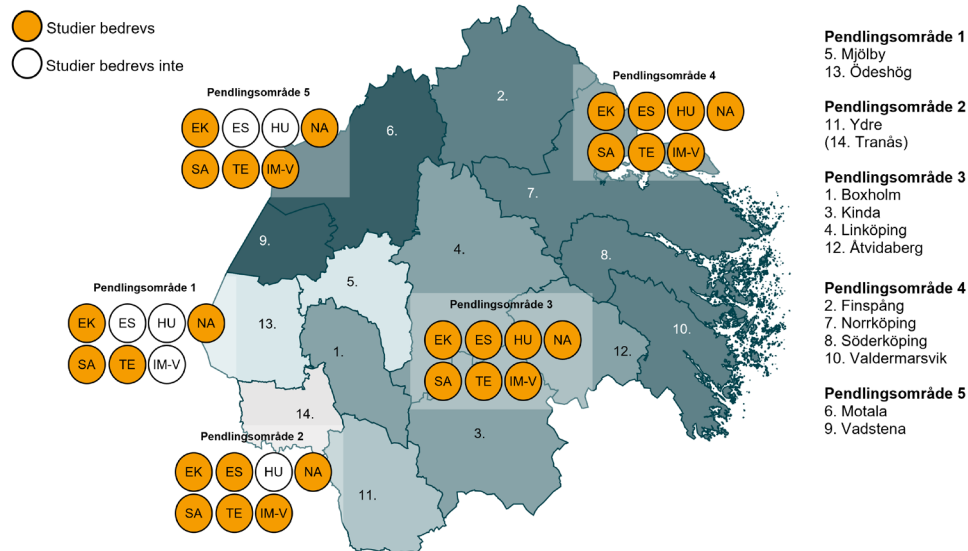 Studier bedrevs
Studier bedrevs inte
Pendlingsområde 5
EK ES HU NA
SA TE IM-V
Pendlingsområde 4
EK ES HU NA
SA TE IM-V
Pendlingsområde 1
EK ES HU NA
SA TE IM-V
Pendlingsområde 3
EK ES HU NA
SA TE IM-V
Pendlingsområde 2
EK ES HU NA
SA TE IM-V
2.
6.
7.
9.
4.
8.
5.
13.
10.
1.
12.
14.
3.
11.
Pendlingsområde 1
5. Mjölby
13. Ödeshög
Pendlingsområde 2
11. Ydre
(14. Tranås)
Pendlingsområde 3
1. Boxholm
3. Kinda
4. Linköping
12. Åtvidaberg
Pendlingsområde 4
2. Finspång
7. Norrköping
8. Söderköping
10. Valdermarsvik
Pendlingsområde 5
6. Motala
9. Vadstena